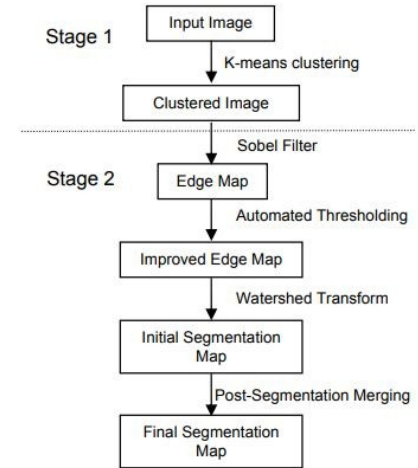 Stage 1
Input Image
K-means clustering
Clustered Image
Sobel Filter
Stage 2
Edge Map
Automated Thresholding
Improved Edge Map
Watershed Transform
Initial Segmentation
Map
Post-Segmentation Merging
Final Segmentation
Map